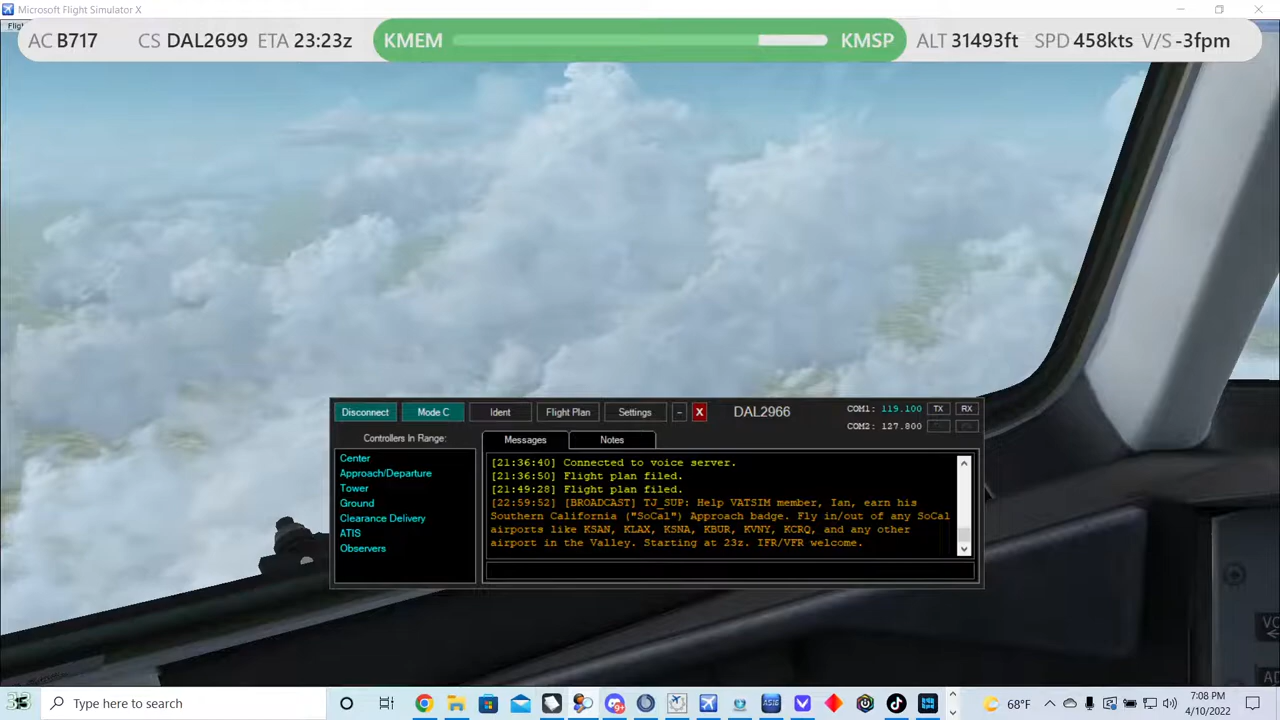 Microsoft Flight Simulator X
Fligh
AC B717 CS DAL2699 ETA 23:23z KMEM KMSP ALT 31493ft SPD 458kts V/S -3fpm
Disconnect Mode C Ident Flight Plan Settings – X DAL2966 COM1: 119.100 TX RX
COM2: 127.800
Controllers In Range:
Center
Approach/Departure
Tower
Ground
Clearance Delivery
ATIS
Observers
Messages Notes
[21:36:40] Connected to voice server.
[21:36:50] Flight plan filed.
[21:49:28] Flight plan filed.
[22:59:52] [BROADCAST] TJ_SUP: Help VATSIM member, Ian, earn his
Southern California ("SoCal") Approach badge. Fly in/out of any SoCal
airports like KSAN, KLAX, KSNA, KBUR, KVNY, KCRQ, and any other
airport in the Valley. Starting at 23z. IFR/VFR welcome.
VO
AD
Type here to search
9+
ASIG
68°F
7:08 PM
4/10/2022